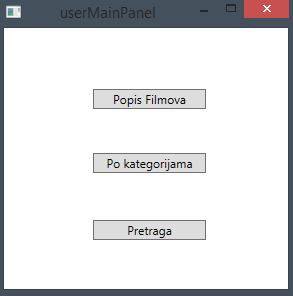 userMainPanel
Popis Filmova
Po kategorijama
Pretraga